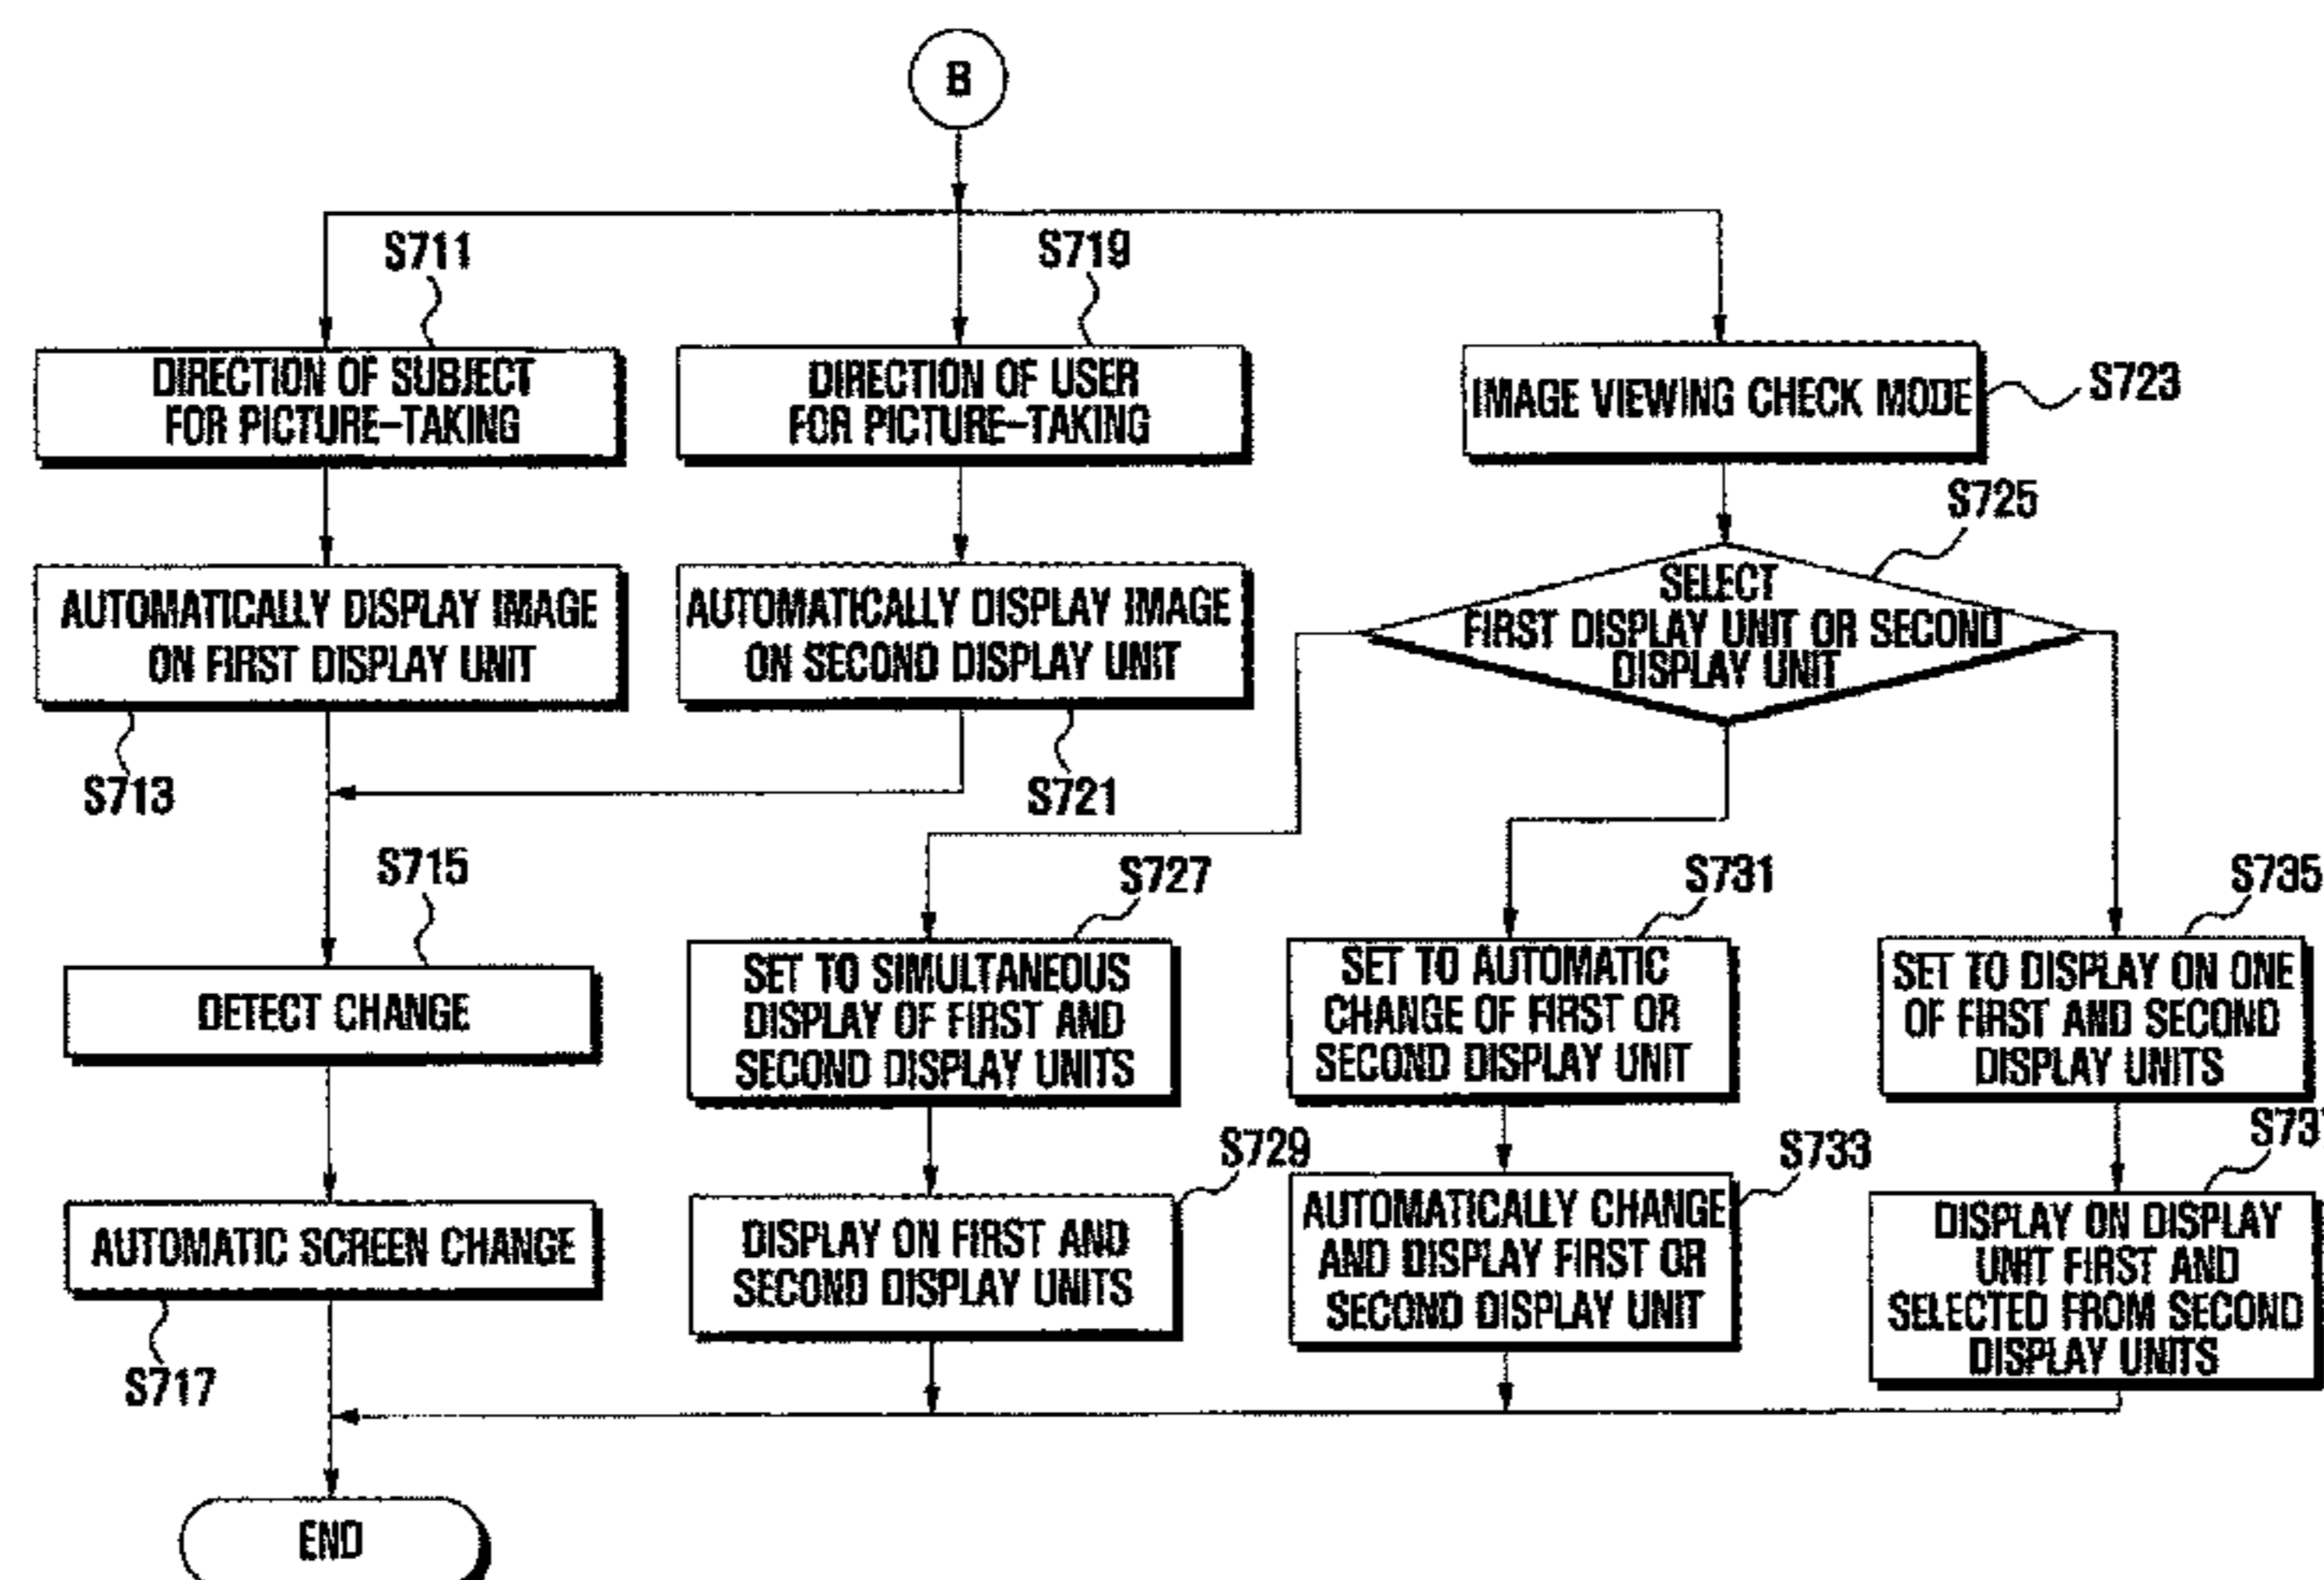 B
S711
S719
DIRECTION OF SUBJECT
FOR PICTURE-TAKING
DIRECTION OF USER
FOR PICTURE-TAKING
IMAGE VIEWING CHECK MODE
S723
S725
AUTOMATICALLY DISPLAY IMAGE
ON FIRST DISPLAY UNIT
AUTOMATICALLY DISPLAY IMAGE
ON SECOND DISPLAY UNIT
SELECT
FIRST DISPLAY UNIT OR SECOND
DISPLAY UNIT
S713
S721
S715
S727
S731
S735
DETECT CHANGE
SET TO SIMULTANEOUS
DISPLAY OF FIRST AND
SECOND DISPLAY UNITS
SET TO AUTOMATIC
CHANGE OF FIRST OR
SECOND DISPLAY UNIT
SET TO DISPLAY ON ONE
OF FIRST AND SECOND
DISPLAY UNITS
S729
S733
AUTOMATIC SCREEN CHANGE
DISPLAY ON FIRST AND
SECOND DISPLAY UNITS
AUTOMATICALLY CHANGE
AND DISPLAY FIRST OR
SECOND DISPLAY UNIT
DISPLAY ON DISPLAY
UNIT FIRST AND
SELECTED FROM SECOND
DISPLAY UNITS
S717
END